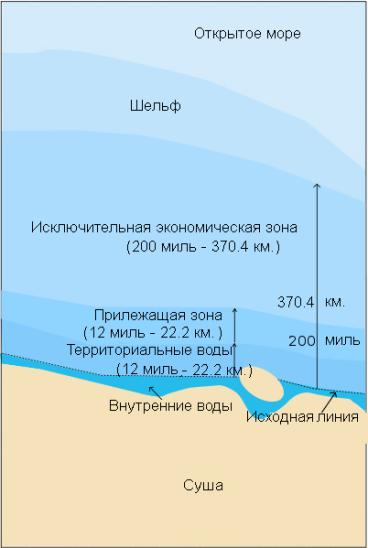 Открытое море
Шельф
Исключительная экономическая зона
(200 миль - 370.4 км.)
370.4 км.
Прилежащая зона
(12 миль - 22.2 км.)
200 миль
Территориальные воды
(12 миль - 22.2 км.)
Внутренние воды
Исходная линия
Суша